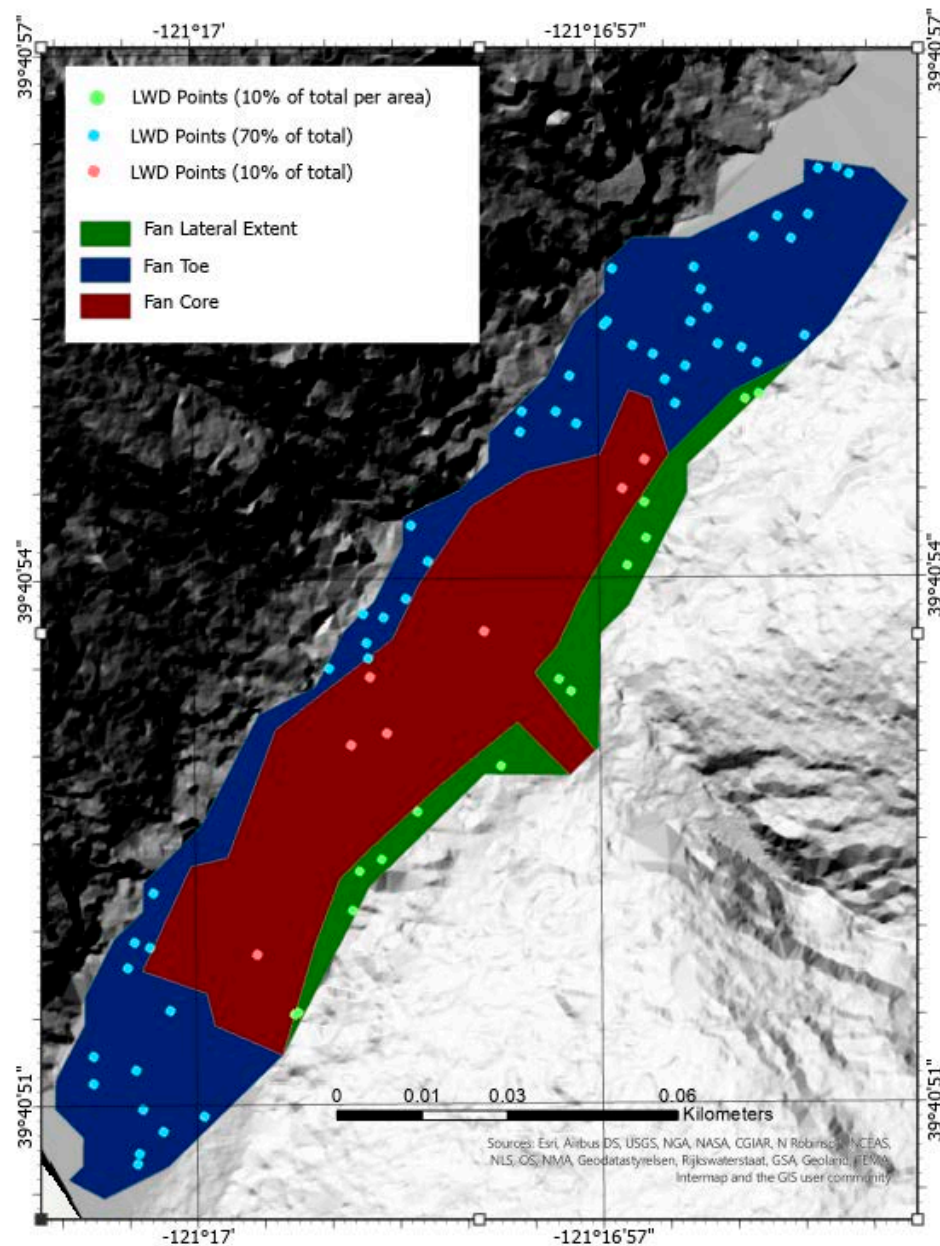 -121°17' -121°16'57"
39°40'57" 39°40'57"
LWD Points (10% of total per area)
LWD Points (70% of total)
LWD Points (10% of total)
Fan Lateral Extent
Fan Toe
Fan Core
39°40'54" 39°40'54"
39°40'51" 39°40'51"
0 0.01 0.03 0.06
Kilometers
Sources: Esri, Airbus DS, USGS, NGA, NASA, CGIAR, N Robinson, NCEAS,
NLS, OS, NMA, Geodatastyrelsen, Rijkswaterstaat, GSA, Geoland, FEMA,
Intermap and the GIS user community
-121°17' -121°16'57"